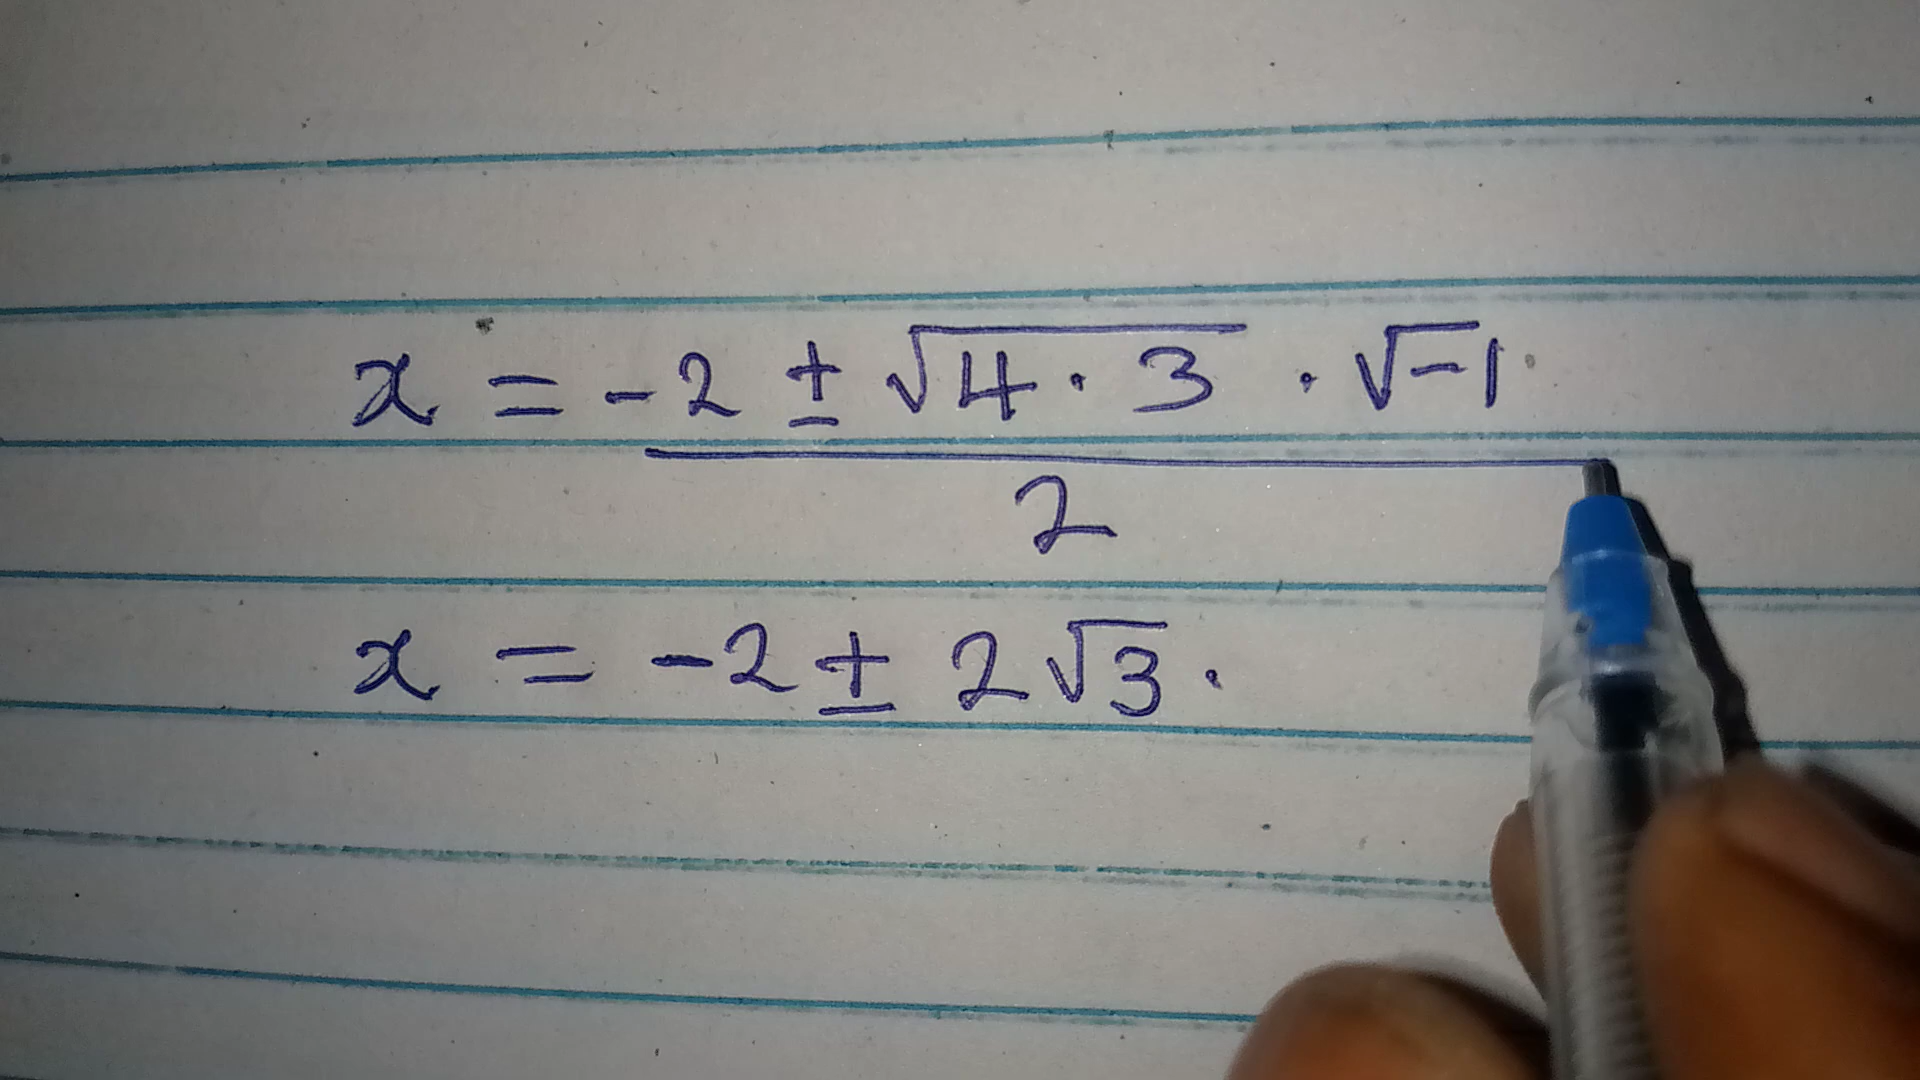 x = -2 ± √4 · 3 · √-1
2
x = -2 ± 2√3 ·